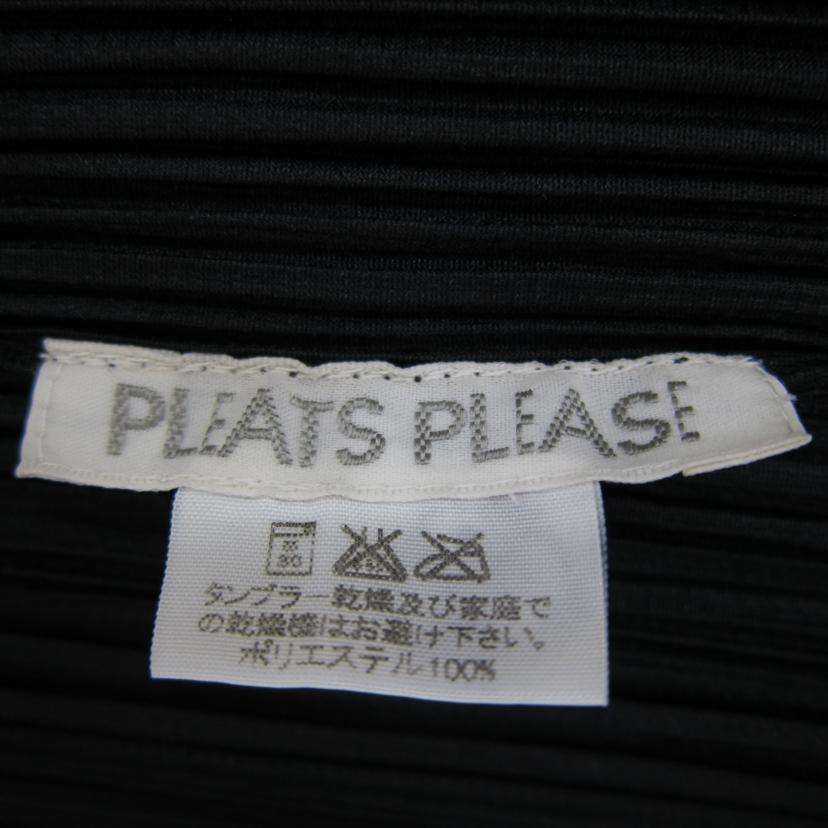 PLEATS PLEASE
タンブラー乾燥及び家庭で
の乾燥機はお避け下さい。
ポリエステル100%